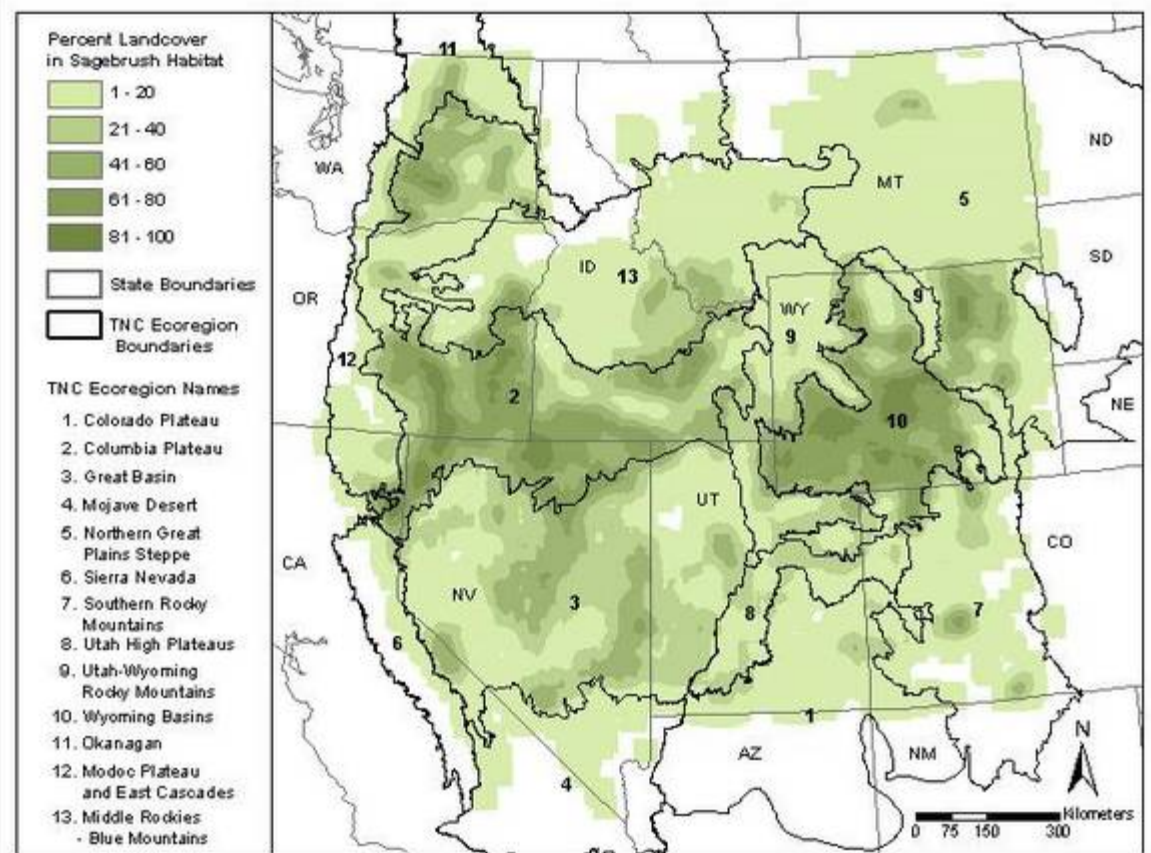 Percent Landcover
in Sagebrush Habitat
1 - 20
21 - 40
41 - 60
61 - 80
81 - 100
State Boundaries
TNC Ecoregion
Boundaries
TNC Ecoregion Names
1. Colorado Plateau
2. Columbia Plateau
3. Great Basin
4. Mojave Desert
5. Northern Great
Plains Steppe
6. Sierra Nevada
7. Southern Rocky
Mountains
8. Utah High Plateaus
9. Utah-Wyoming
Rocky Mountains
10. Wyoming Basins
11. Okanagan
12. Modoc Plateau
and East Cascades
13. Middle Rockies
- Blue Mountains
11
WA
ND
MT
5
OR
ID
13
SD
9
WY
9
12
2
10
NE
UT
CA
CO
NV
3
8
7
6
1
AZ
NM
N
4
Kilometers
0 75 150 300